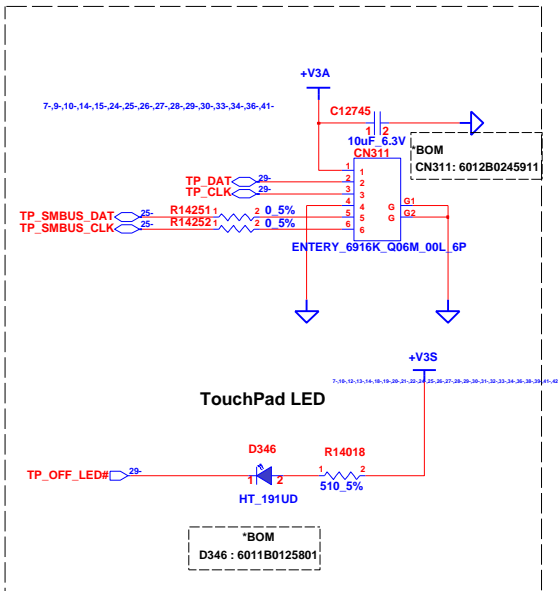 +V3A
7-,9-,10-,14-,15-,24-,25-,26-,27-,28-,29-,30-,33-,34-,36-,41-
C12745
1 2
10uF_6.3V
CN311
*BOM
CN311: 6012B0245911
TP_DAT 29- 2 2
1 1
TP_CLK 29- 3 3
4 4 G G1
TP_SMBUS_DAT 25- R14251 1 2 0_5% 5 5 G G2
TP_SMBUS_CLK 25- R14252 1 2 0_5% 6 6
ENTERY_6916K_Q06M_00L_6P
+V3S
TouchPad LED
D346
R14018
TP_OFF_LED# 29- 1 2 1 2
510_5%
HT_191UD
*BOM
D346 : 6011B0125801